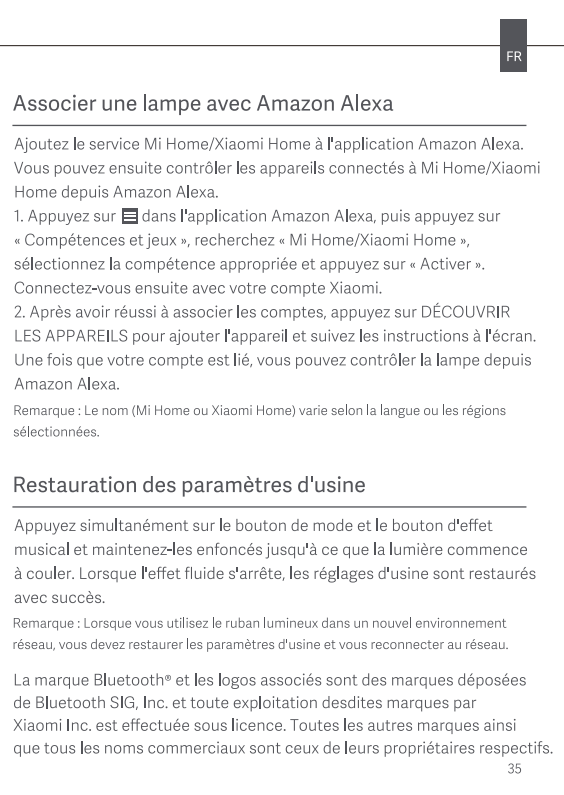 FR
Associer une lampe avec Amazon Alexa
Ajoutez le service Mi Home/Xiaomi Home à l'application Amazon Alexa.
Vous pouvez ensuite contrôler les appareils connectés à Mi Home/Xiaomi
Home depuis Amazon Alexa.
1. Appuyez sur dans l'application Amazon Alexa, puis appuyez sur
« Compétences et jeux », recherchez « Mi Home/Xiaomi Home »,
sélectionnez la compétence appropriée et appuyez sur « Activer ».
Connectez-vous ensuite avec votre compte Xiaomi.
2. Après avoir réussi à associer les comptes, appuyez sur DÉCOUVRIR
LES APPAREILS pour ajouter l'appareil et suivez les instructions à l'écran.
Une fois que votre compte est lié, vous pouvez contrôler la lampe depuis
Amazon Alexa.
Remarque : Le nom (Mi Home ou Xiaomi Home) varie selon la langue ou les régions
sélectionnées.
Restauration des paramètres d'usine
Appuyez simultanément sur le bouton de mode et le bouton d'effet
musical et maintenez-les enfoncés jusqu'à ce que la lumière commence
à couler. Lorsque l'effet fluide s'arrête, les réglages d'usine sont restaurés
avec succès.
Remarque : Lorsque vous utilisez le ruban lumineux dans un nouvel environnement
réseau, vous devez restaurer les paramètres d'usine et vous reconnecter au réseau.
La marque Bluetooth® et les logos associés sont des marques déposées
de Bluetooth SIG, Inc. et toute exploitation desdites marques par
Xiaomi Inc. est effectuée sous licence. Toutes les autres marques ainsi
que tous les noms commerciaux sont ceux de leurs propriétaires respectifs.
35